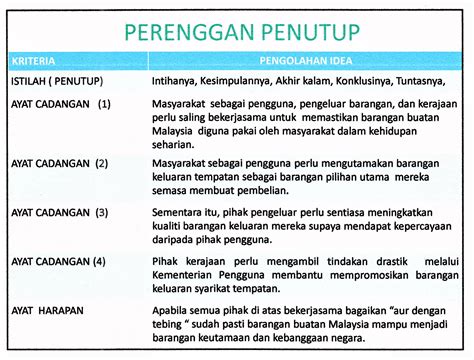 PERENGGAN PENUTUP
KRITERIA PENGOLAHAN IDEA
ISTILAH ( PENUTUP) Intihanya, Kesimpulannya, Akhir kalam, Konklusinya, Tuntasnya,
AYAT CADANGAN (1) Masyarakat sebagai pengguna, pengeluar barangan, dan kerajaan
perlu saling bekerjasama untuk memastikan barangan buatan
Malaysia diguna pakai oleh masyarakat dalam kehidupan
seharian.
AYAT CADANGAN (2) Masyarakat sebagai pengguna perlu mengutamakan barangan
keluaran tempatan sebagai barangan pilihan utama mereka
semasa membuat pembelian.
AYAT CADANGAN (3) Sementara itu, pihak pengeluar perlu sentiasa meningkatkan
kualiti barangan keluaran mereka supaya mendapat kepercayaan
daripada pihak pengguna.
AYAT CADANGAN (4) Pihak kerajaan perlu mengambil tindakan drastik melalui
Kementerian Pengguna membantu mempromosikan barangan
keluaran syarikat tempatan.
AYAT HARAPAN Apabila semua pihak di atas bekerjasama bagaikan “aur dengan
tebing “ sudah pasti barangan buatan Malaysia mampu menjadi
barangan keutamaan dan kebanggaan negara.